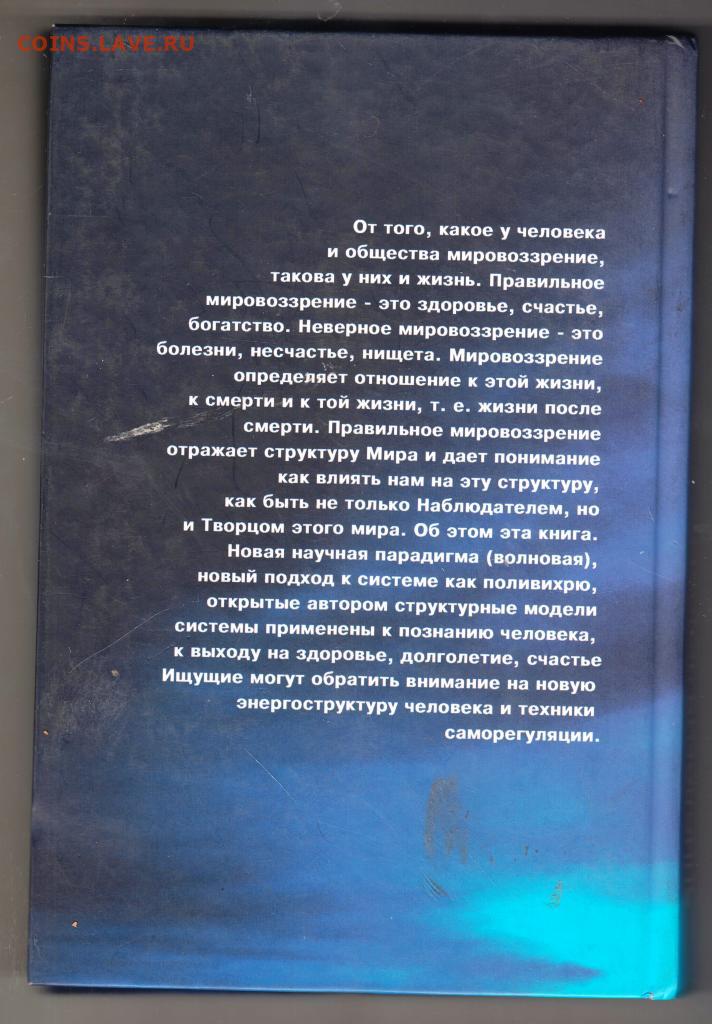 COINS.LAVE.RU
От того, какое у человека
и общества мировоззрение,
такова у них и жизнь. Правильное
мировоззрение - это здоровье, счастье,
богатство. Неверное мировоззрение - это
болезни, несчастье, нищета. Мировоззрение
определяет отношение к этой жизни,
к смерти и к той жизни, т. е. жизни после
смерти. Правильное мировоззрение
отражает структуру Мира и дает понимание
как влиять нам на эту структуру,
как быть не только Наблюдателем, но
и Творцом этого мира. Об этом эта книга.
Новая научная парадигма (волновая),
новый подход к системе как поливихрю,
открытые автором структурные модели
системы применены к познанию человека,
к выходу на здоровье, долголетие, счастье
Ищущие могут обратить внимание на новую
энергоструктуру человека и техники
саморегуляции.